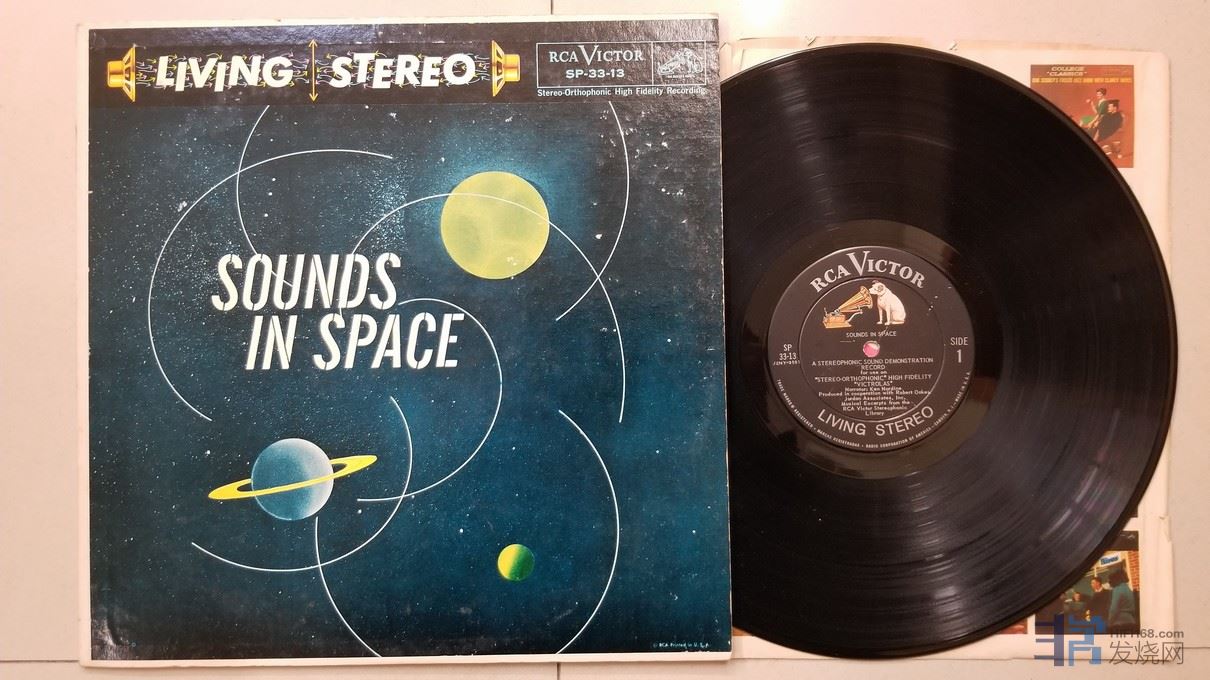 LIVING STEREO
RCA VICTOR
SP-33-13
Stereo-Orthophonic High Fidelity Recording
SOUNDS
IN SPACE
RCA Printed in U.S.A.
COLLEGE
"CLASSICS"
RCA VICTOR
SOUNDS IN SPACE
SP
33-13
SIDE
1
A STEREOPHONIC SOUND DEMONSTRATION
RECORD
for use on
"STEREO-ORTHOPHONIC" HIGH FIDELITY
"VICTROLAS"
Narrator: Ken Nordine
Produced in cooperation with Robert Oakes
Jordan Associates, Inc.
Musical Excerpts from the
RCA Victor Stereophonic
Library
LIVING STEREO
HIFI168.com
发烧网